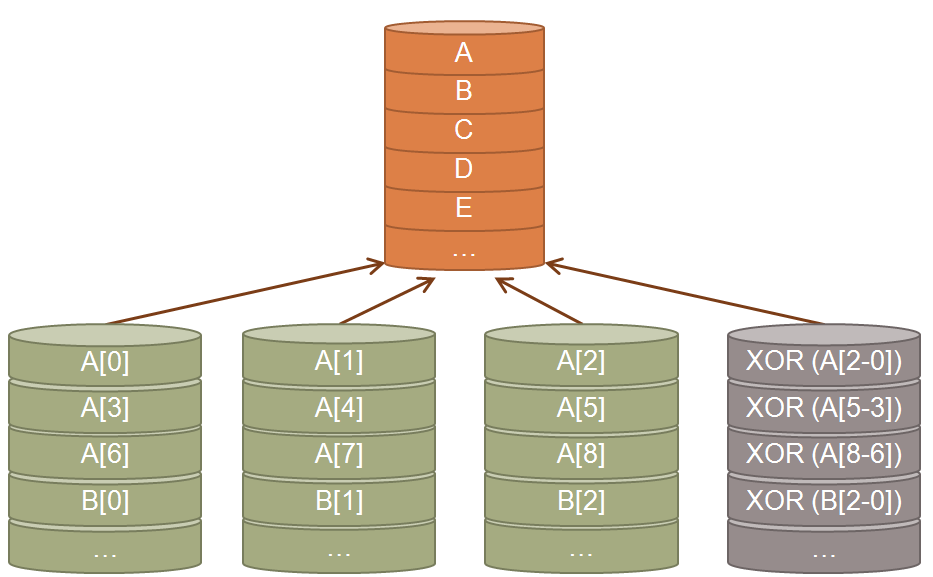 A
B
C
D
E
...
A[0] A[1] A[2] XOR (A[2-0])
A[3] A[4] A[5] XOR (A[5-3])
A[6] A[7] A[8] XOR (A[8-6])
B[0] B[1] B[2] XOR (B[2-0])
... ... ... ...